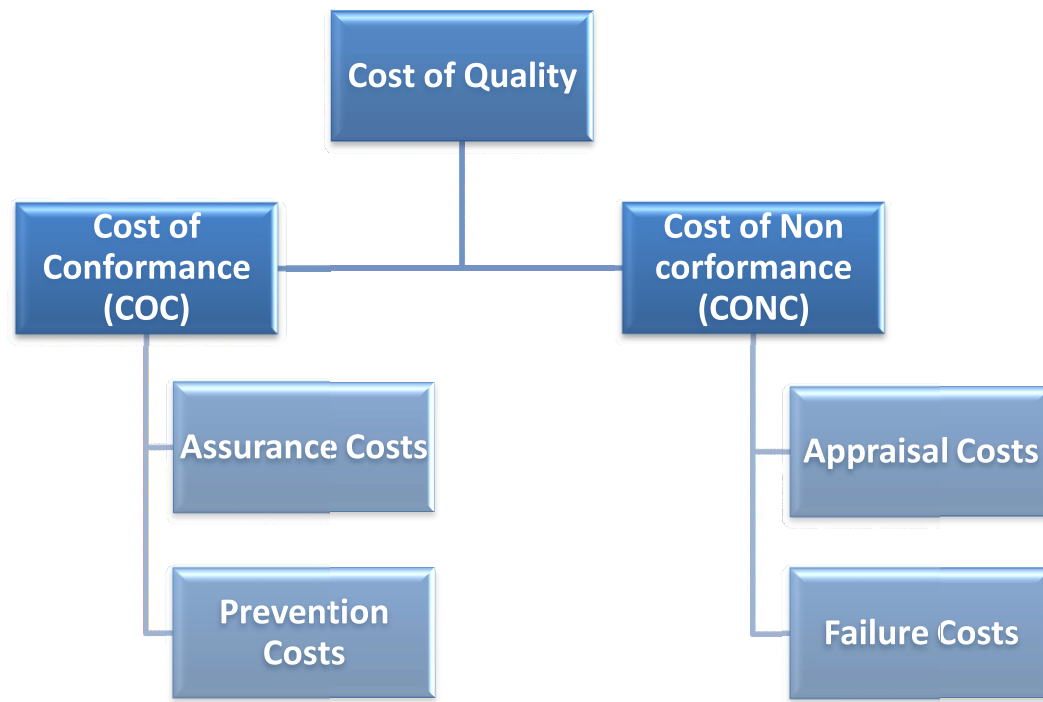 Cost of Quality
Cost of
Conformance
(COC)
Cost of Non
corformance
(CONC)
Assurance Costs
Appraisal Costs
Prevention
Costs
Failure Costs